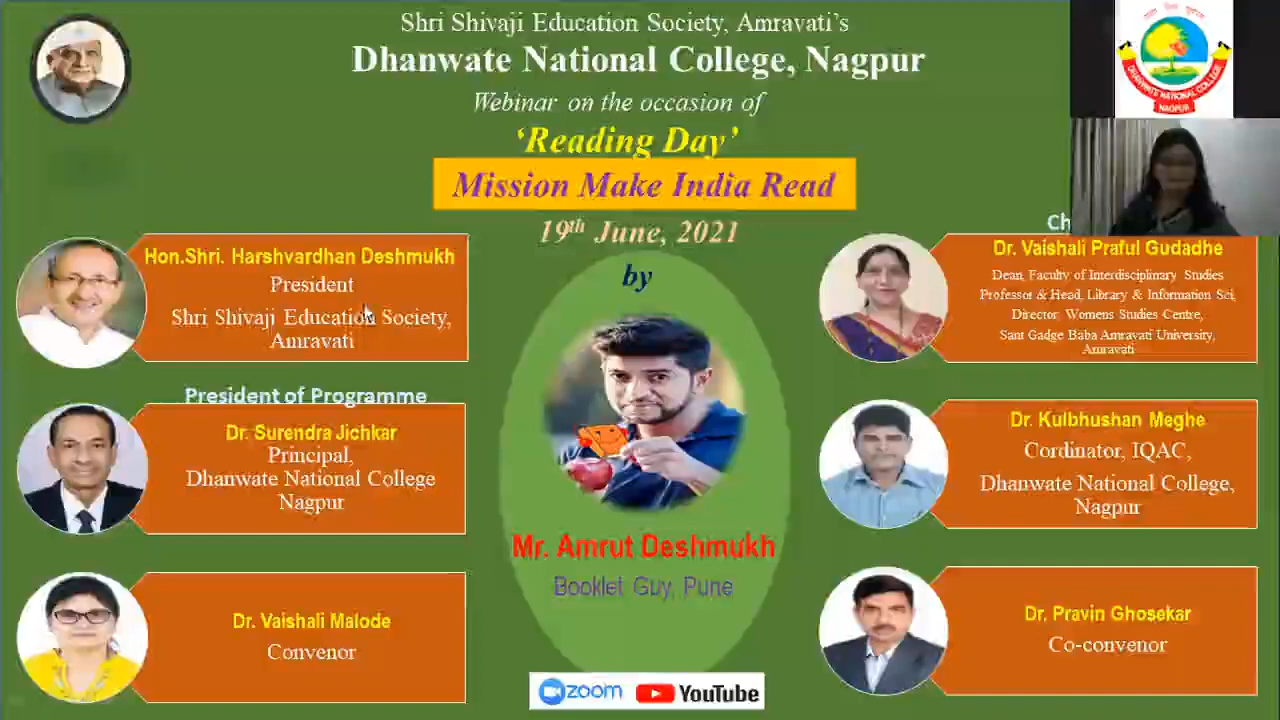 Shri Shivaji Education Society, Amravati's
Dhanwate National College, Nagpur
Webinar on the occasion of
'Reading Day'
Mission Make India Read
19th June, 2021
by
Mr. Amrut Deshmukh
Booklet Guy, Pune
zoom YouTube
Hon.Shri. Harshvardhan Deshmukh
President
Shri Shivaji Education Society,
Amravati
President of Programme
Dr. Surendra Jichkar
Principal,
Dhanwate National College
Nagpur
Dr. Vaishali Malode
Convenor
DHANWATE NATIONAL COLLEGE
NAGPUR
Ch
Dr. Vaishali Praful Gudadhe
Dean, Faculty of Interdisciplinary Studies
Professor & Head, Library & Information Sci,
Director, Womens Studies Centre,
Sant Gadge Baba Amravati University,
Amravati
Dr. Kulbhushan Meghe
Cordinator, IQAC,
Dhanwate National College,
Nagpur
Dr. Pravin Ghosekar
Co-convenor